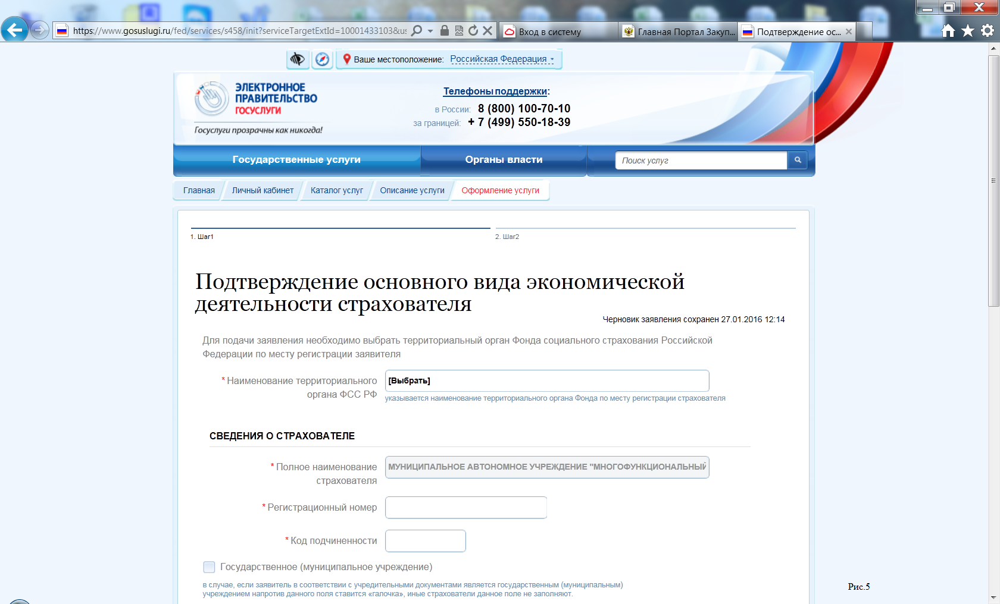 https://www.gosuslugi.ru/fed/services/s458/init?serviceTargetExtId=10001433103&us
Вход в систему
Главная Портал Закуп...
Подтверждение ос...
Ваше местоположение: Российская Федерация
ЭЛЕКТРОННОЕ
ПРАВИТЕЛЬСТВО
ГОСУСЛУГИ
Госуслуги прозрачны как никогда!
Телефоны поддержки:
в России: 8 (800) 100-70-10
за границей: + 7 (499) 550-18-39
Государственные услуги
Органы власти
Поиск услуг
Главная
Личный кабинет
Каталог услуг
Описание услуги
Оформление услуги
1. Шаг1
2. Шаг2
Подтверждение основного вида экономической
деятельности страхователя
Черновик заявления сохранен 27.01.2016 12:14
Для подачи заявления необходимо выбрать территориальный орган Фонда социального страхования Российской
Федерации по месту регистрации заявителя
* Наименование территориального
органа ФСС РФ
[Выбрать]
указывается наименование территориального органа Фонда по месту регистрации страхователя
СВЕДЕНИЯ О СТРАХОВАТЕЛЕ
* Полное наименование
страхователя
МУНИЦИПАЛЬНОЕ АВТОНОМНОЕ УЧРЕЖДЕНИЕ "МНОГОФУНКЦИОНАЛЬНЫЙ
* Регистрационный номер
* Код подчиненности
Государственное (муниципальное учреждение)
в случае, если заявитель в соответствии с учредительными документами является государственным (муниципальным)
учреждением напротив данного поля ставится «галочка», иные страхователи данное поле не заполняют.
Рис.5